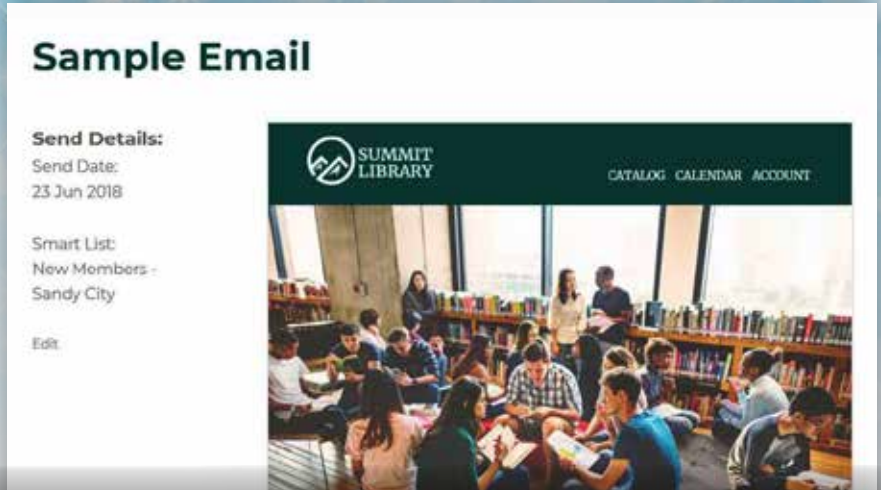 Sample Email
Send Details:
Send Date:
23 Jun 2018
Smart List:
New Members -
Sandy City
Edit
SUMMIT
LIBRARY
CATALOG CALENDAR ACCOUNT